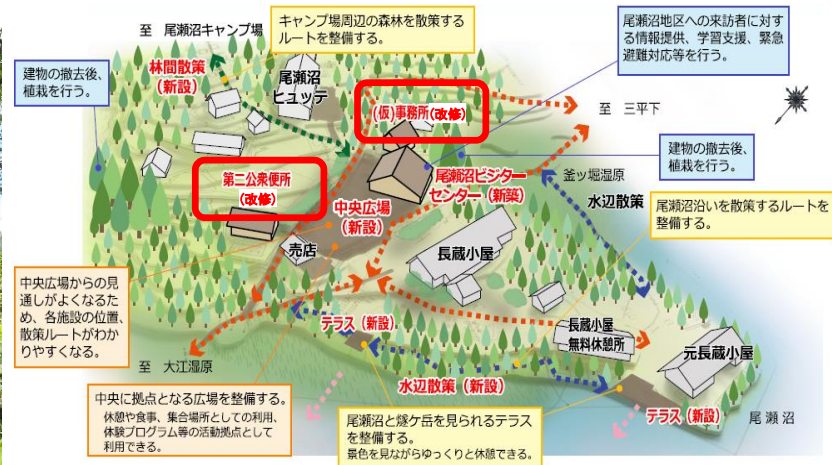 至 尾瀬沼キャンプ場
キャンプ場周辺の森林を散策する
ルートを整備する。
尾瀬沼地区への来訪者に対す
る情報提供、学習支援、緊急
避難対応等を行う。
建物の撤去後、
植栽を行う。
林間散策
(新設)
尾瀬沼
ヒュッテ
(仮)事務所(改修)
至 三平下
第二公衆便所
(改修)
尾瀬沼ビジター
センター(新築)
建物の撤去後、
植栽を行う。
釜ッ堀湿原
水辺散策
中央広場
(新設)
尾瀬沼沿いを散策するルートを
整備する。
売店
長蔵小屋
中央広場からの見
通しがよくなるた
め、各施設の位置、
散策ルートがわか
りやすくなる。
テラス(新設)
長蔵小屋
無料休憩所
元長蔵小屋
至 大江湿原
水辺散策(新設)
中央に拠点となる広場を整備する。
休憩や食事、集合場所としての利用、
体験プログラム等の活動拠点として
利用できる。
尾瀬沼と燧ケ岳を見られるテラス
を整備する。
景色を見ながらゆっくりと休憩できる。
テラス(新設)
尾瀬沼